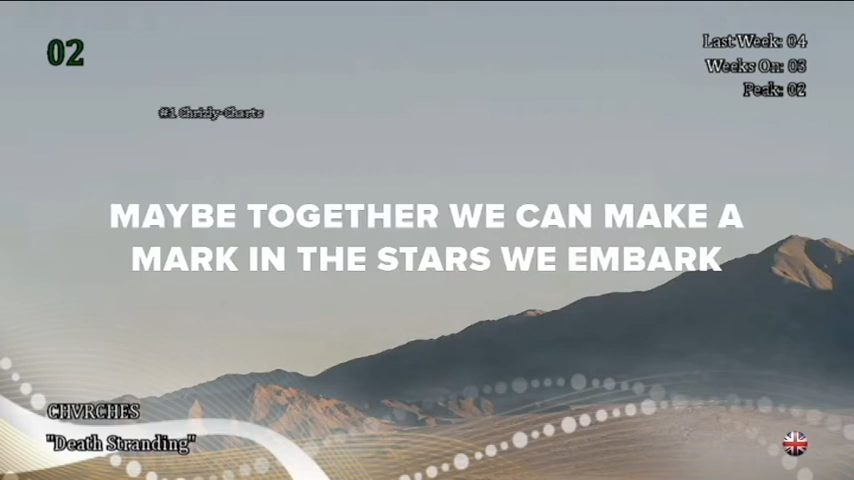 02
Last Week: 04
Weeks On: 03
Peak: 02
#1 Chrizly-Charts
MAYBE TOGETHER WE CAN MAKE A
MARK IN THE STARS WE EMBARK
CHVRCHES
"Death Stranding"